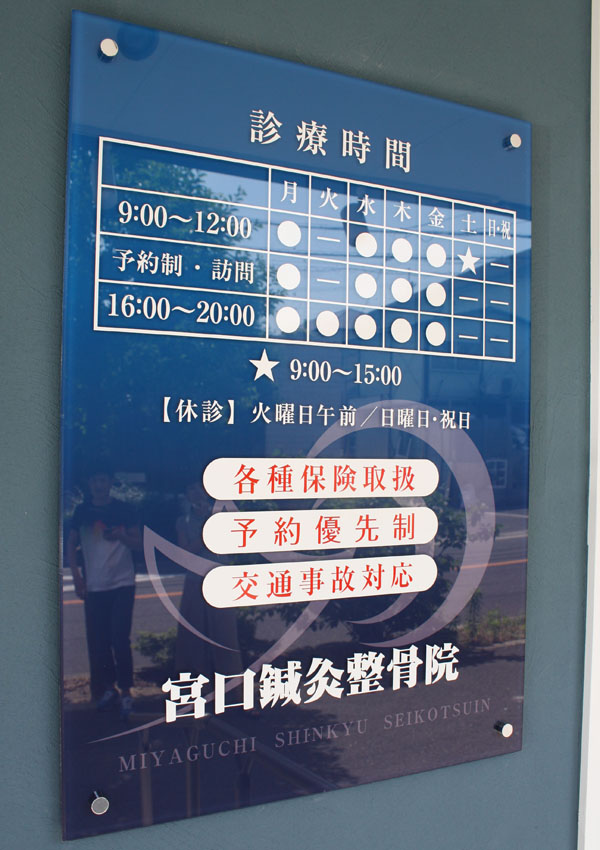 診療時間
月 火 水 木 金 土 日・祝
9:00〜12:00 ● — ● ● ● ★ —
予約制・訪問 ● — ● ● ● — —
16:00〜20:00 ● ● ● ● ● — —
★ 9:00〜15:00
【休診】火曜日午前／日曜日・祝日
各種保険取扱
予約優先制
交通事故対応
宮口鍼灸整骨院
MIYAGUCHI SHINKYU SEIKOTSUIN